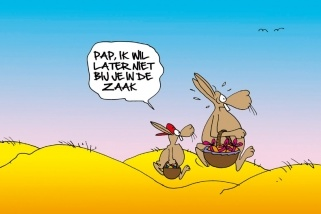 PAP, IK WIL
LATER NIET
BIJ JE IN DE
ZAAK